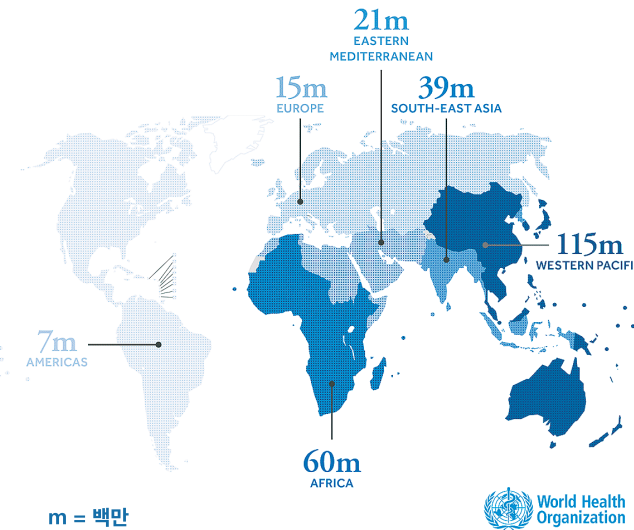 21m
EASTERN
MEDITERRANEAN
15m
EUROPE
39m
SOUTH-EAST ASIA
115m
WESTERN PACIFI
7m
AMERICAS
60m
AFRICA
m = 백만
World Health
Organization